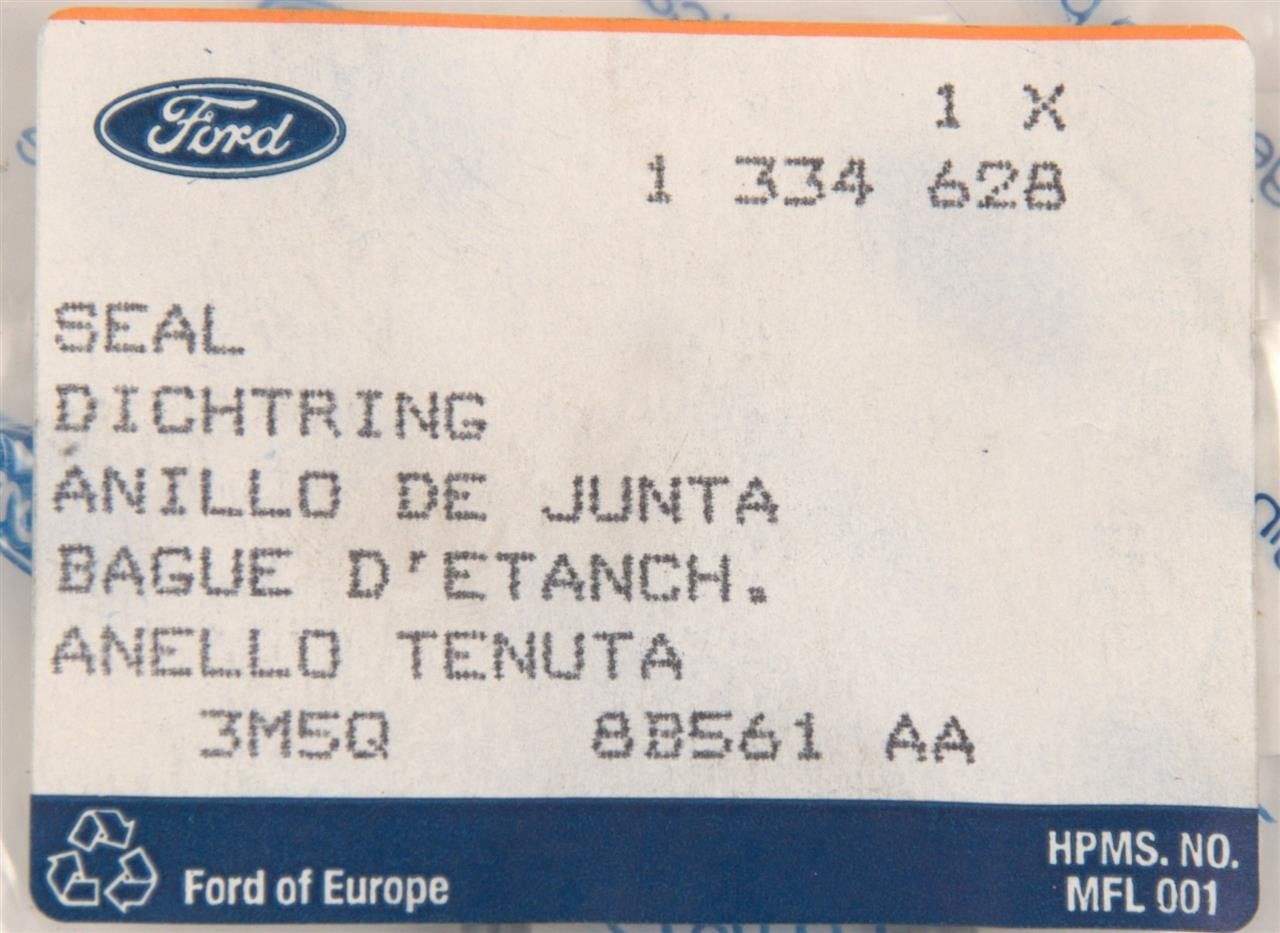 Ford
1 X
1 334 628
SEAL
DICHTRING
ANILLO DE JUNTA
BAGUE D'ETANCH.
ANELLO TENUTA
3M5Q 8B561 AA
Ford of Europe
HPMS. NO.
MFL 001